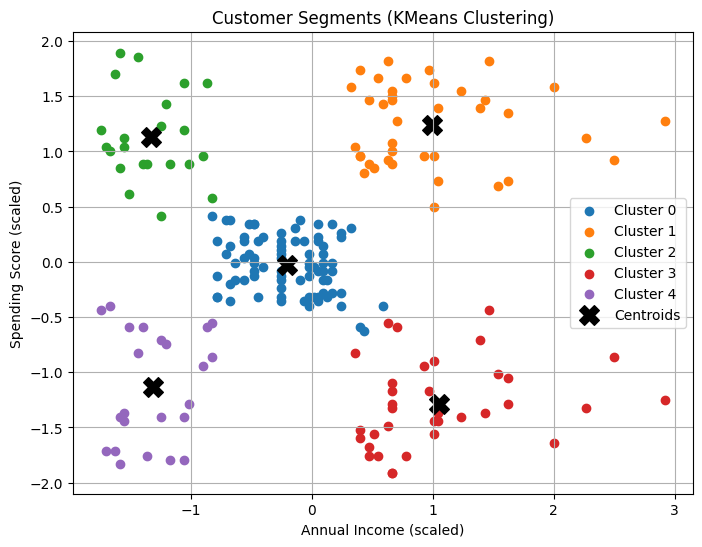 Customer Segments (KMeans Clustering)
2.0
1.5
1.0
0.5
0.0
−0.5
−1.0
−1.5
−2.0
Spending Score (scaled)
Cluster 0
Cluster 1
Cluster 2
Cluster 3
Cluster 4
Centroids
−1
0
1
2
3
Annual Income (scaled)